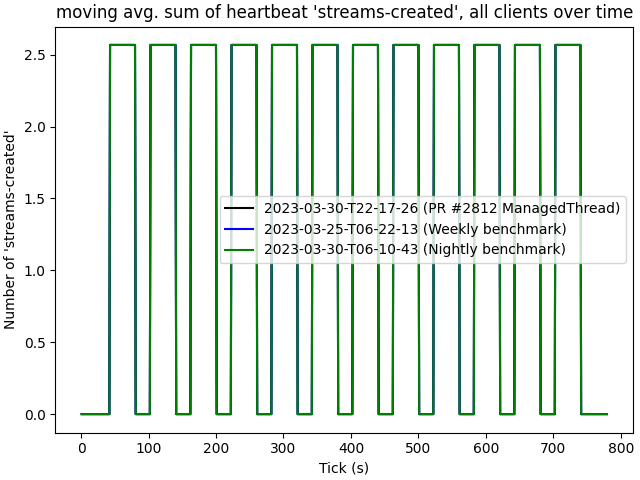 moving avg. sum of heartbeat 'streams-created', all clients over time
Number of 'streams-created'
2.5
2.0
1.5
1.0
0.5
0.0
2023-03-30-T22-17-26 (PR #2812 ManagedThread)
2023-03-25-T06-22-13 (Weekly benchmark)
2023-03-30-T06-10-43 (Nightly benchmark)
0 100 200 300 400 500 600 700 800
Tick (s)